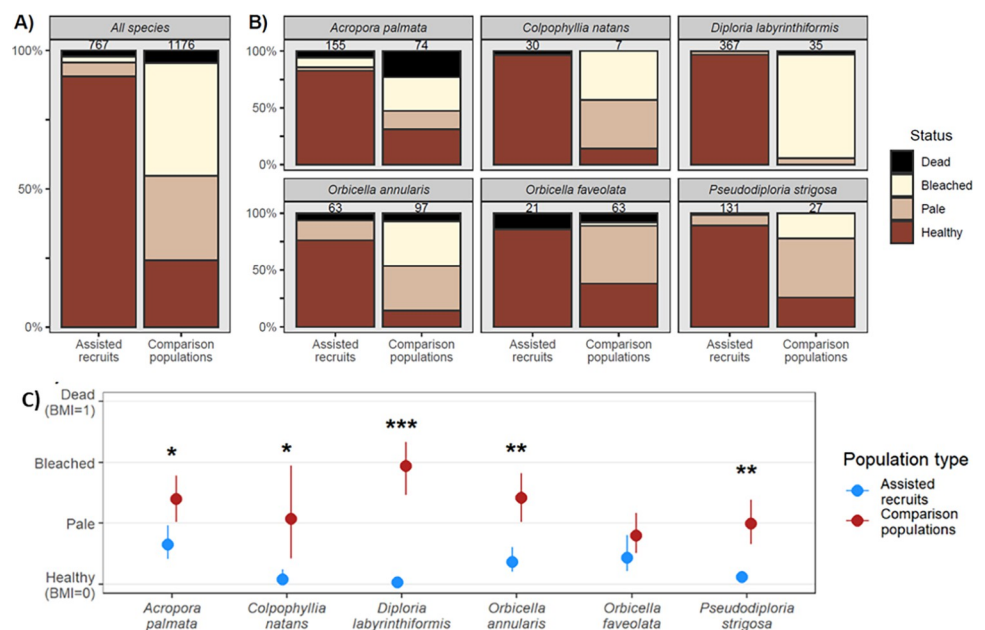 A)
All species
767 1176
100%
50%
0%
Assisted recruits
Comparison populations
B)
Acropora palmata
Colpophyllia natans
Diploria labyrinthiformis
155 74
30 7
367 35
100%
50%
0%
Orbicella annularis
Orbicella faveolata
Pseudodiploria strigosa
63 97
21 63
131 27
100%
50%
0%
Assisted recruits
Comparison populations
Assisted recruits
Comparison populations
Assisted recruits
Comparison populations
Status
Dead
Bleached
Pale
Healthy
C)
Dead
(BMI=1)
Bleached
Pale
Healthy
(BMI=0)
* * *** ** **
Acropora
palmata
Colpophyllia
natans
Diploria
labyrinthiformis
Orbicella
annularis
Orbicella
faveolata
Pseudodiploria
strigosa
Population type
Assisted
recruits
Comparison
populations